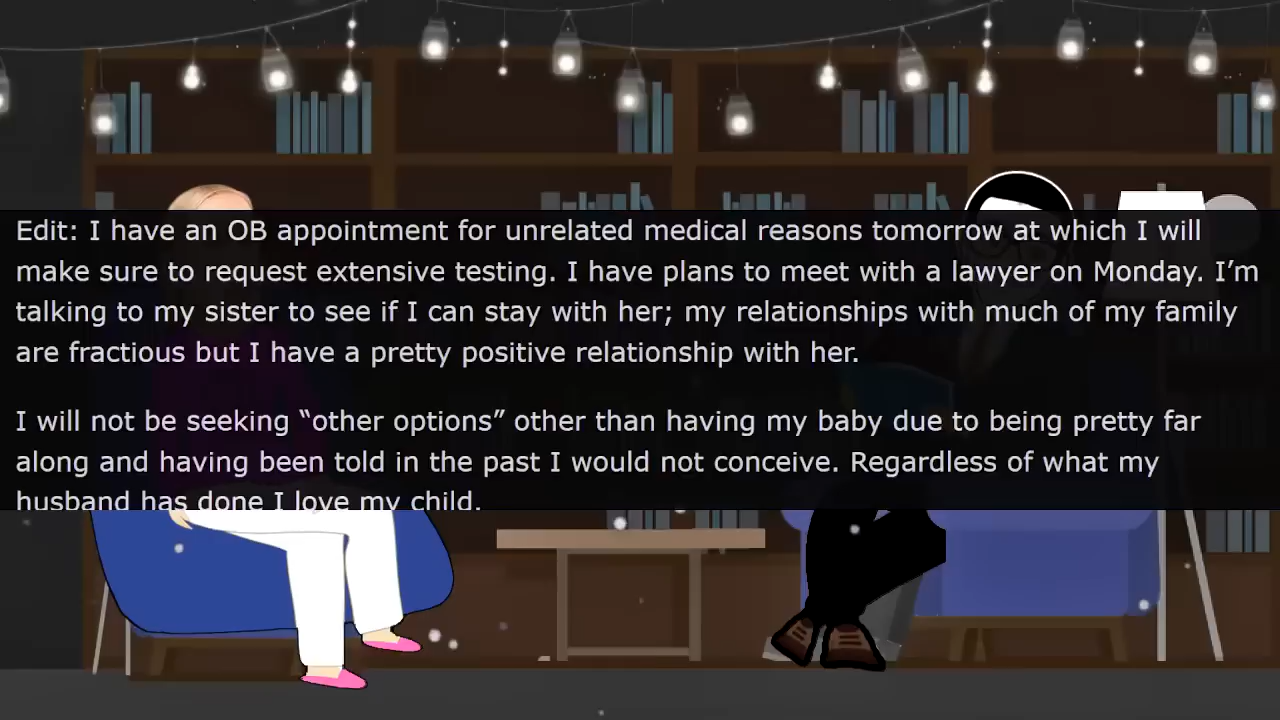 Edit: I have an OB appointment for unrelated medical reasons tomorrow at which I will
make sure to request extensive testing. I have plans to meet with a lawyer on Monday. I’m
talking to my sister to see if I can stay with her; my relationships with much of my family
are fractious but I have a pretty positive relationship with her.
I will not be seeking “other options” other than having my baby due to being pretty far
along and having been told in the past I would not conceive. Regardless of what my
husband has done I love my child.